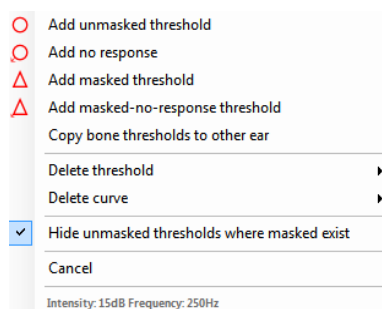 Add unmasked threshold
Add no response
Add masked threshold
Add masked-no-response threshold
Copy bone thresholds to other ear
Delete threshold
Delete curve
Hide unmasked thresholds where masked exist
Cancel
Intensity: 15dB Frequency: 250Hz